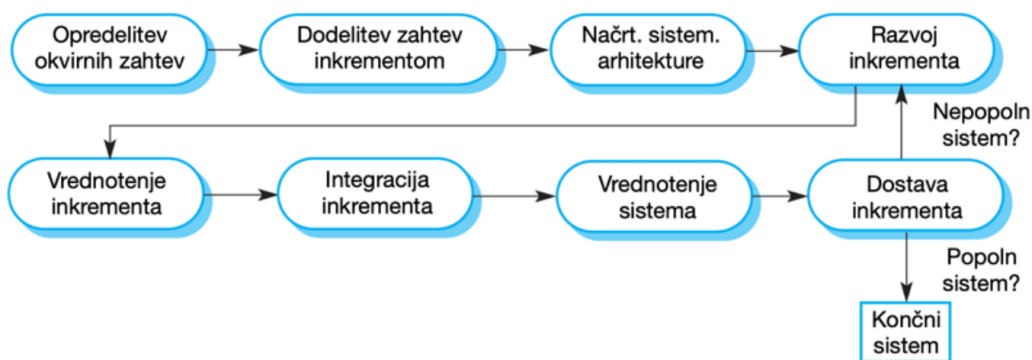 Opredelitev
okvirnih zahtev
Dodelitev zahtev
inkrementom
Načrt. sistem.
arhitekture
Razvoj
inkrementa
Nepopoln
sistem?
Vrednotenje
inkrementa
Integracija
inkrementa
Vrednotenje
sistema
Dostava
inkrementa
Popoln
sistem?
Končni
sistem